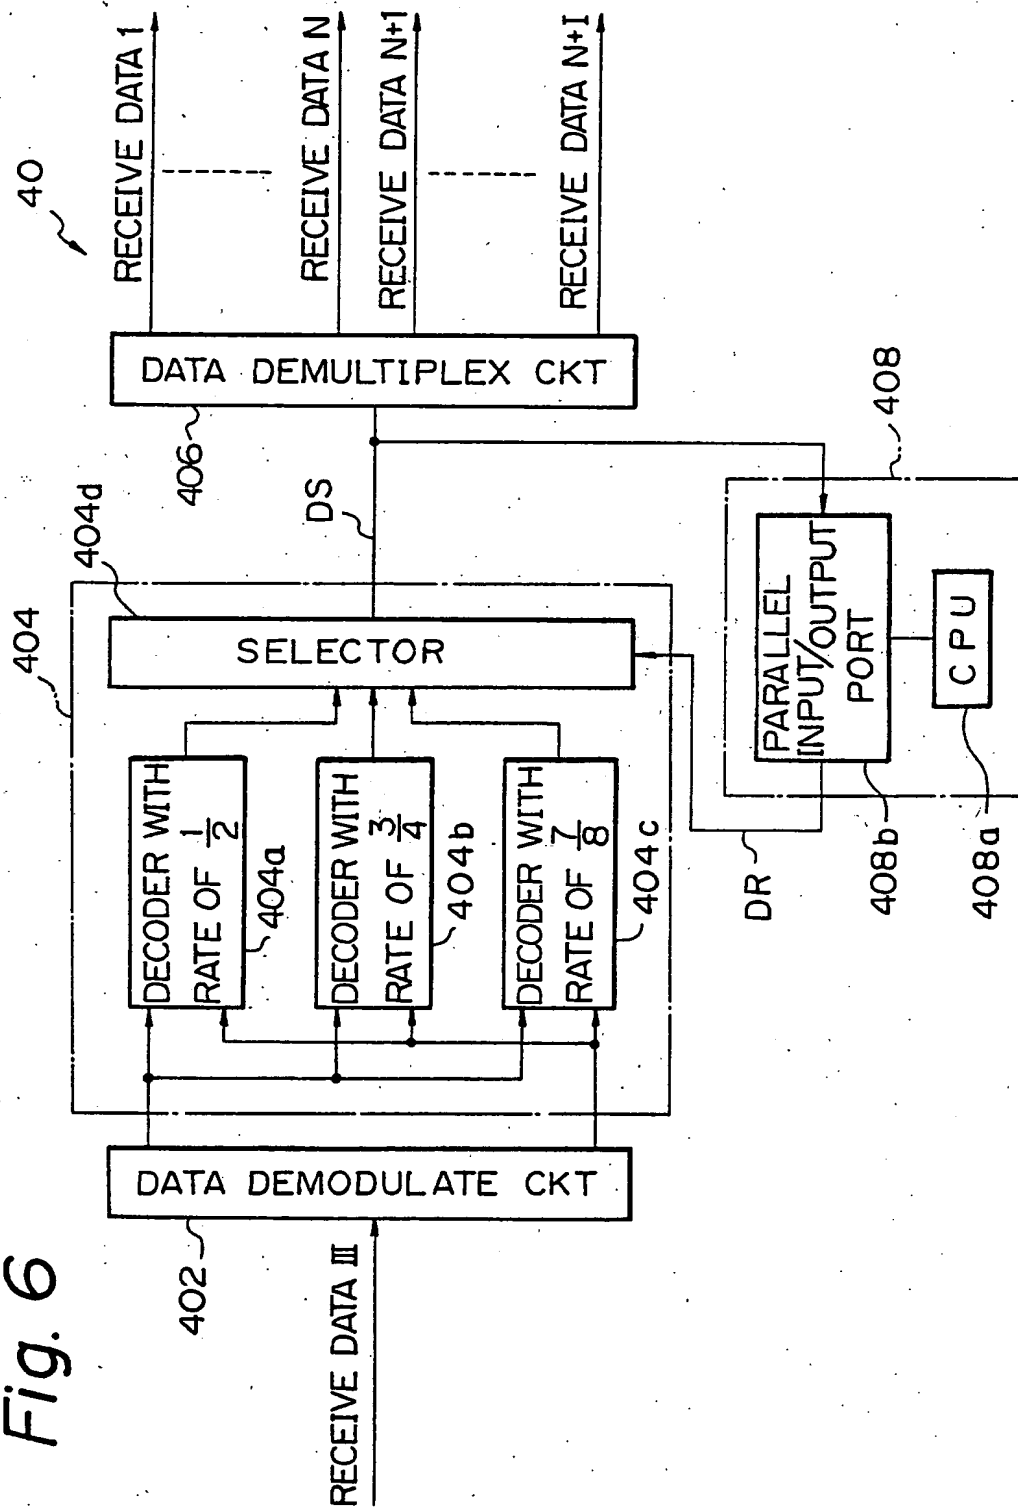 Fig. 6
40
RECEIVE DATA III
402
DATA DEMODULATE CKT
404
DECODER WITH
RATE OF 1/2
404a
DECODER WITH
RATE OF 3/4
404b
DECODER WITH
RATE OF 7/8
404c
SELECTOR
404d
DS
406
DATA DEMULTIPLEX CKT
RECEIVE DATA 1
RECEIVE DATA N
RECEIVE DATA N+1
RECEIVE DATA N+I
DR
408
PARALLEL
INPUT/OUTPUT
PORT
408b
CPU
408a